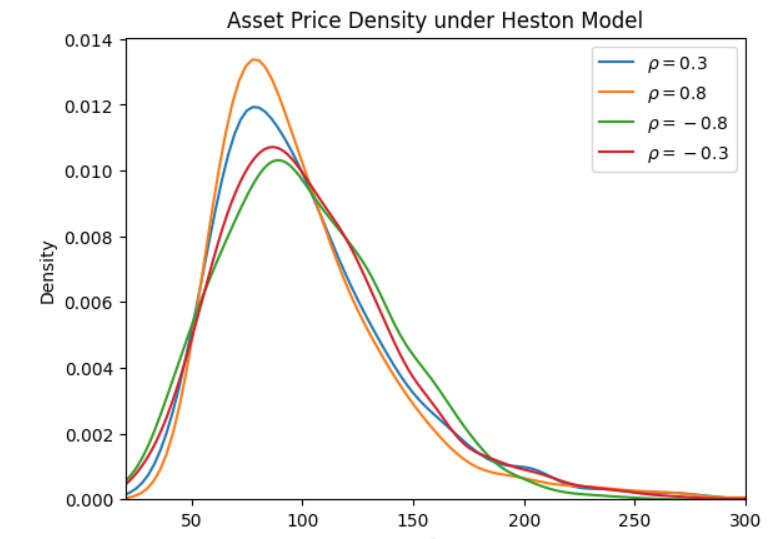 Asset Price Density under Heston Model
0.014
0.012
0.010
0.008
0.006
0.004
0.002
0.000
Density
50
100
150
200
250
300
ρ = 0.3
ρ = 0.8
ρ = −0.8
ρ = −0.3